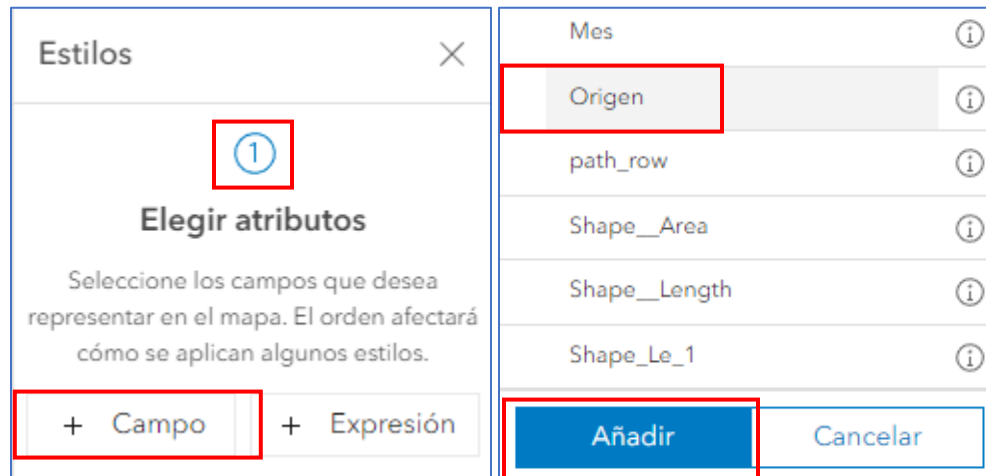 Estilos
1
Elegir atributos
Seleccione los campos que desea
representar en el mapa. El orden afectará
cómo se aplican algunos estilos.
+ Campo
+ Expresión
Mes
Origen
path_row
Shape__Area
Shape__Length
Shape_Le_1
Añadir
Cancelar